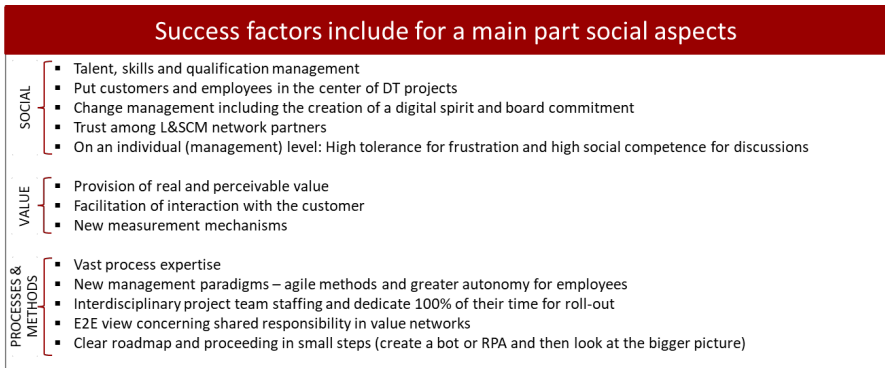 Success factors include for a main part social aspects
SOCIAL
▪ Talent, skills and qualification management
▪ Put customers and employees in the center of DT projects
▪ Change management including the creation of a digital spirit and board commitment
▪ Trust among L&SCM network partners
▪ On an individual (management) level: High tolerance for frustration and high social competence for discussions
VALUE
▪ Provision of real and perceivable value
▪ Facilitation of interaction with the customer
▪ New measurement mechanisms
PROCESSES &
METHODS
▪ Vast process expertise
▪ New management paradigms – agile methods and greater autonomy for employees
▪ Interdisciplinary project team staffing and dedicate 100% of their time for roll-out
▪ E2E view concerning shared responsibility in value networks
▪ Clear roadmap and proceeding in small steps (create a bot or RPA and then look at the bigger picture)